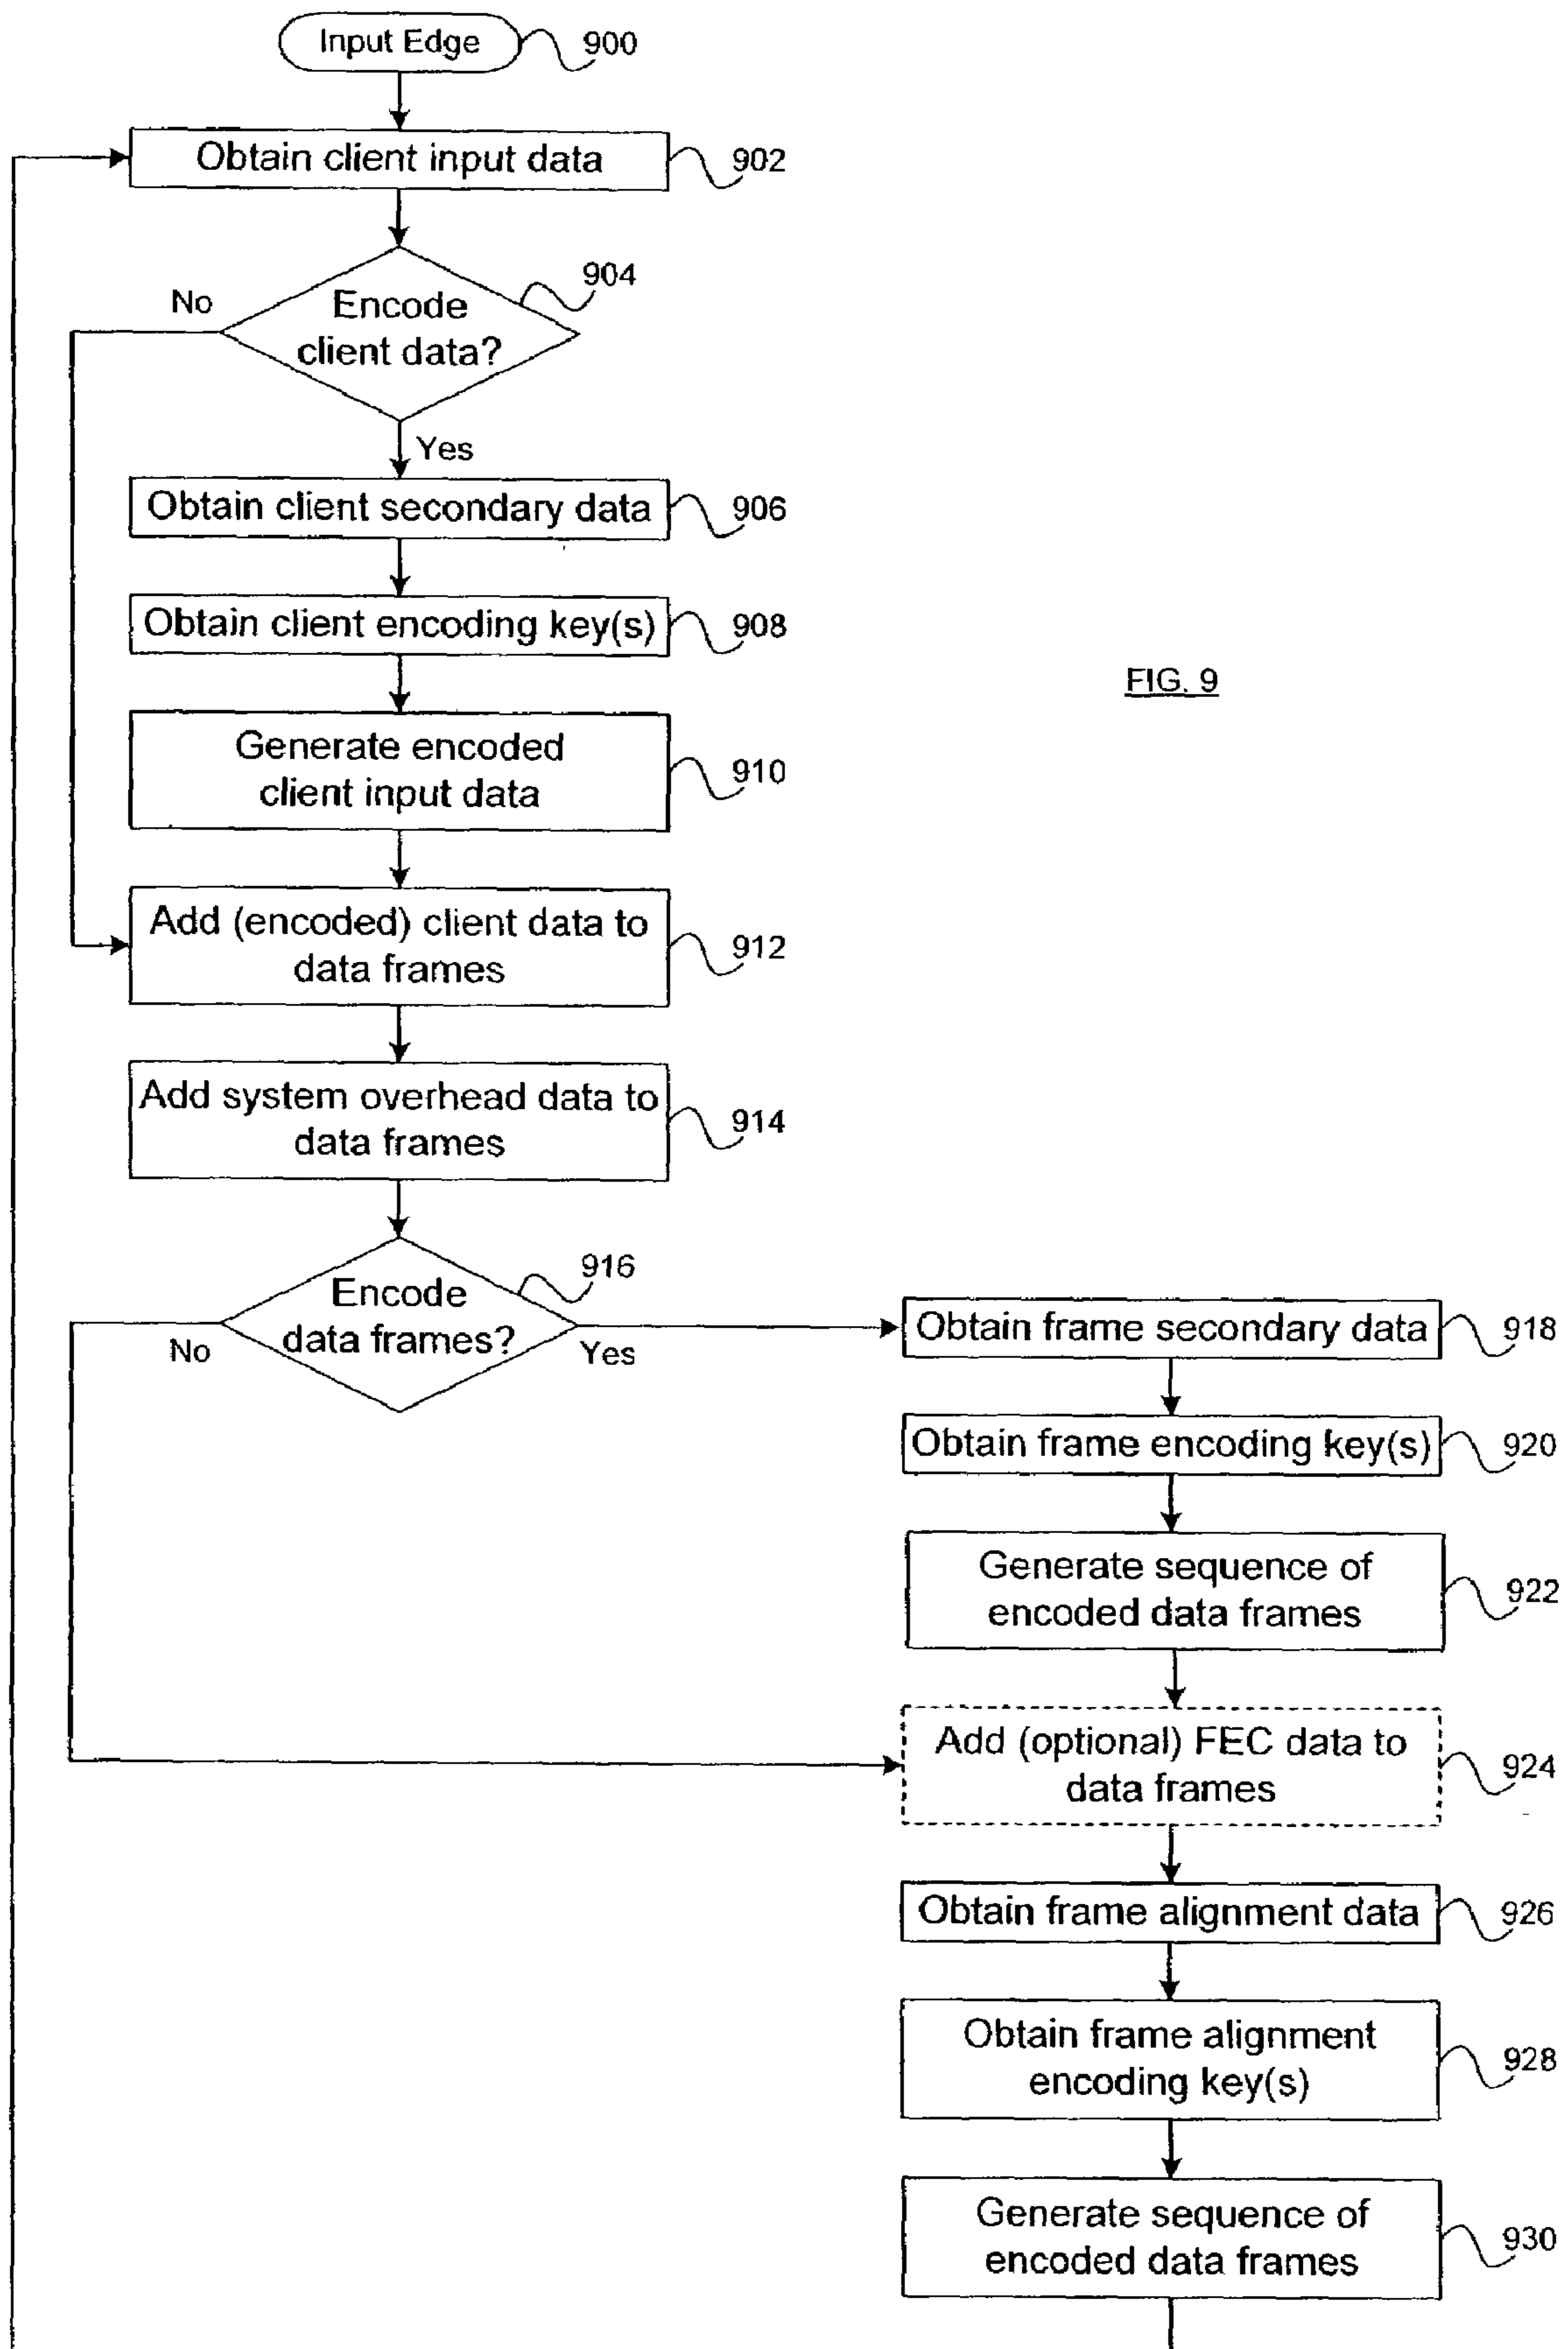 Input Edge
900
Obtain client input data
902
904
No
Encode
client data?
Yes
Obtain client secondary data
906
Obtain client encoding key(s)
908
FIG. 9
Generate encoded
client input data
910
Add (encoded) client data to
data frames
912
Add system overhead data to
data frames
914
916
Encode
data frames?
No
Yes
Obtain frame secondary data
918
Obtain frame encoding key(s)
920
Generate sequence of
encoded data frames
922
Add (optional) FEC data to
data frames
924
Obtain frame alignment data
926
Obtain frame alignment
encoding key(s)
928
Generate sequence of
encoded data frames
930